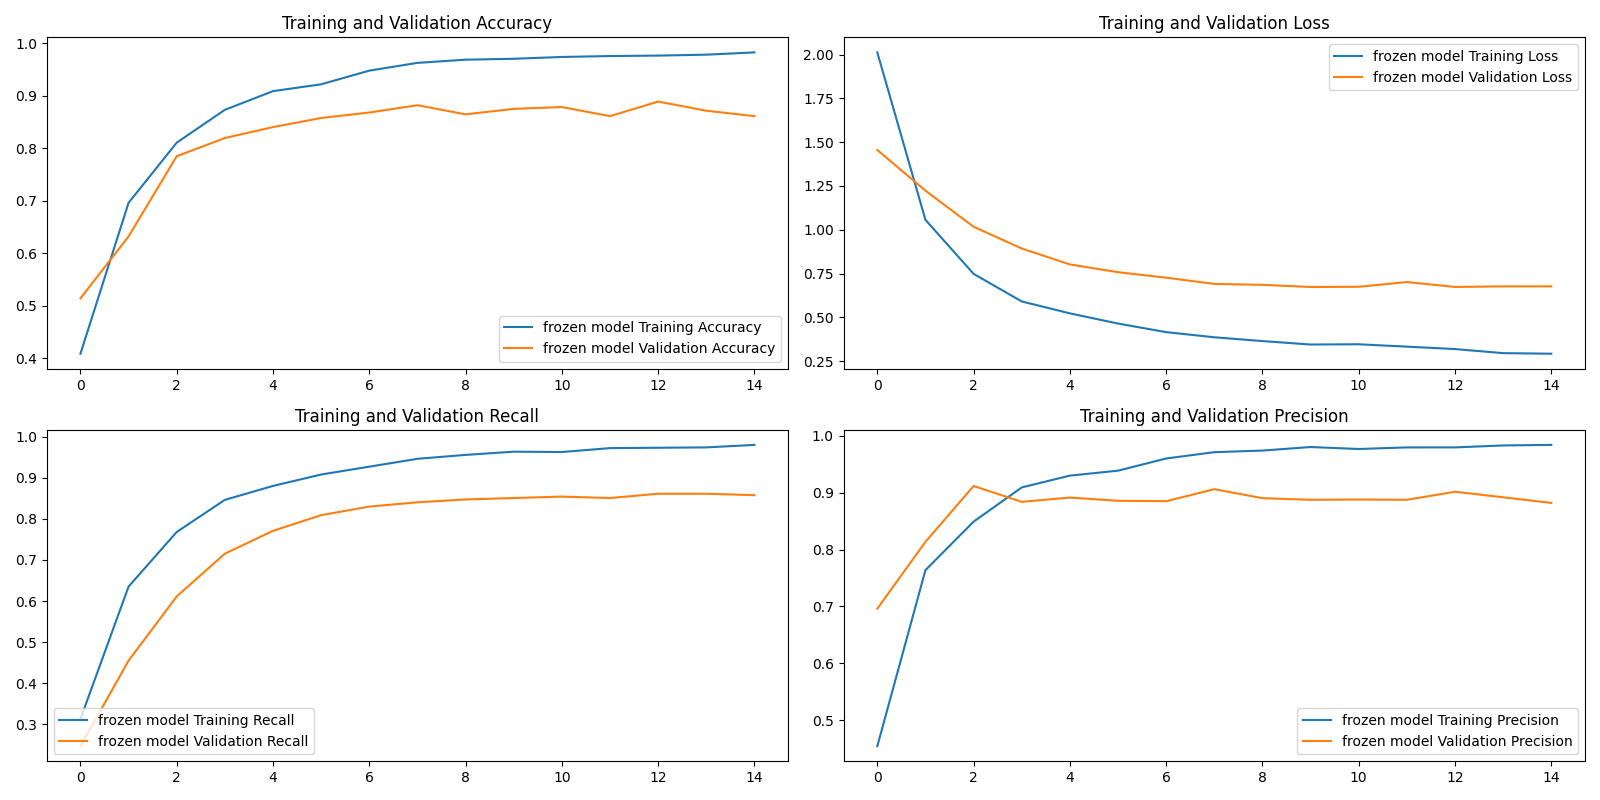 Training and Validation Accuracy
1.0
0.9
0.8
0.7
0.6
0.5
0.4
frozen model Training Accuracy
frozen model Validation Accuracy
0 2 4 6 8 10 12 14
Training and Validation Loss
2.00
1.75
1.50
1.25
1.00
0.75
0.50
0.25
frozen model Training Loss
frozen model Validation Loss
0 2 4 6 8 10 12 14
Training and Validation Recall
1.0
0.9
0.8
0.7
0.6
0.5
0.4
0.3
frozen model Training Recall
frozen model Validation Recall
0 2 4 6 8 10 12 14
Training and Validation Precision
1.0
0.9
0.8
0.7
0.6
0.5
frozen model Training Precision
frozen model Validation Precision
0 2 4 6 8 10 12 14